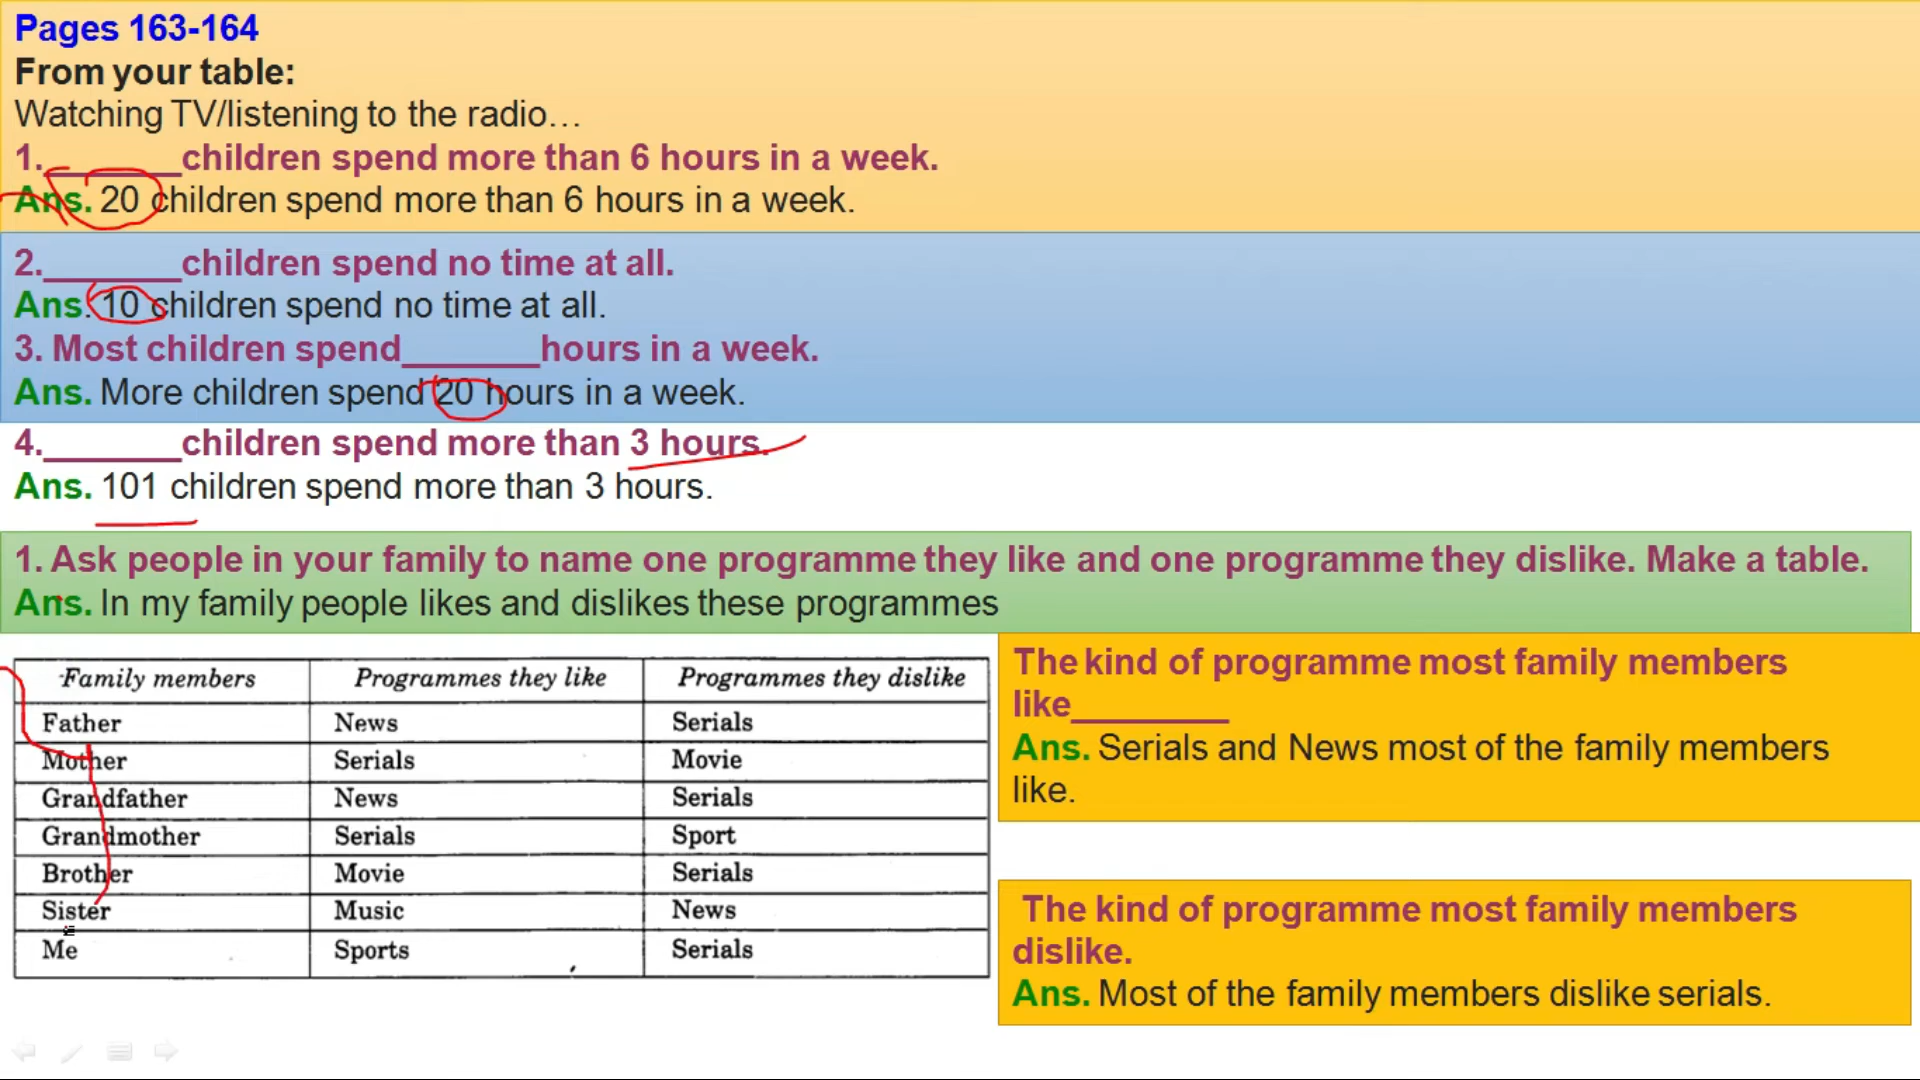 Pages 163-164
From your table:
Watching TV/listening to the radio…
1._______children spend more than 6 hours in a week.
Ans. 20 children spend more than 6 hours in a week.
2._______children spend no time at all.
Ans. 10 children spend no time at all.
3. Most children spend_______hours in a week.
Ans. More children spend 20 hours in a week.
4._______children spend more than 3 hours.
Ans. 101 children spend more than 3 hours.
1. Ask people in your family to name one programme they like and one programme they dislike. Make a table.
Ans. In my family people likes and dislikes these programmes
Family members Programmes they like Programmes they dislike
Father News Serials
Mother Serials Movie
Grandfather News Serials
Grandmother Serials Sport
Brother Movie Serials
Sister Music News
Me Sports Serials
The kind of programme most family members
like________
Ans. Serials and News most of the family members
like.
The kind of programme most family members
dislike.
Ans. Most of the family members dislike serials.